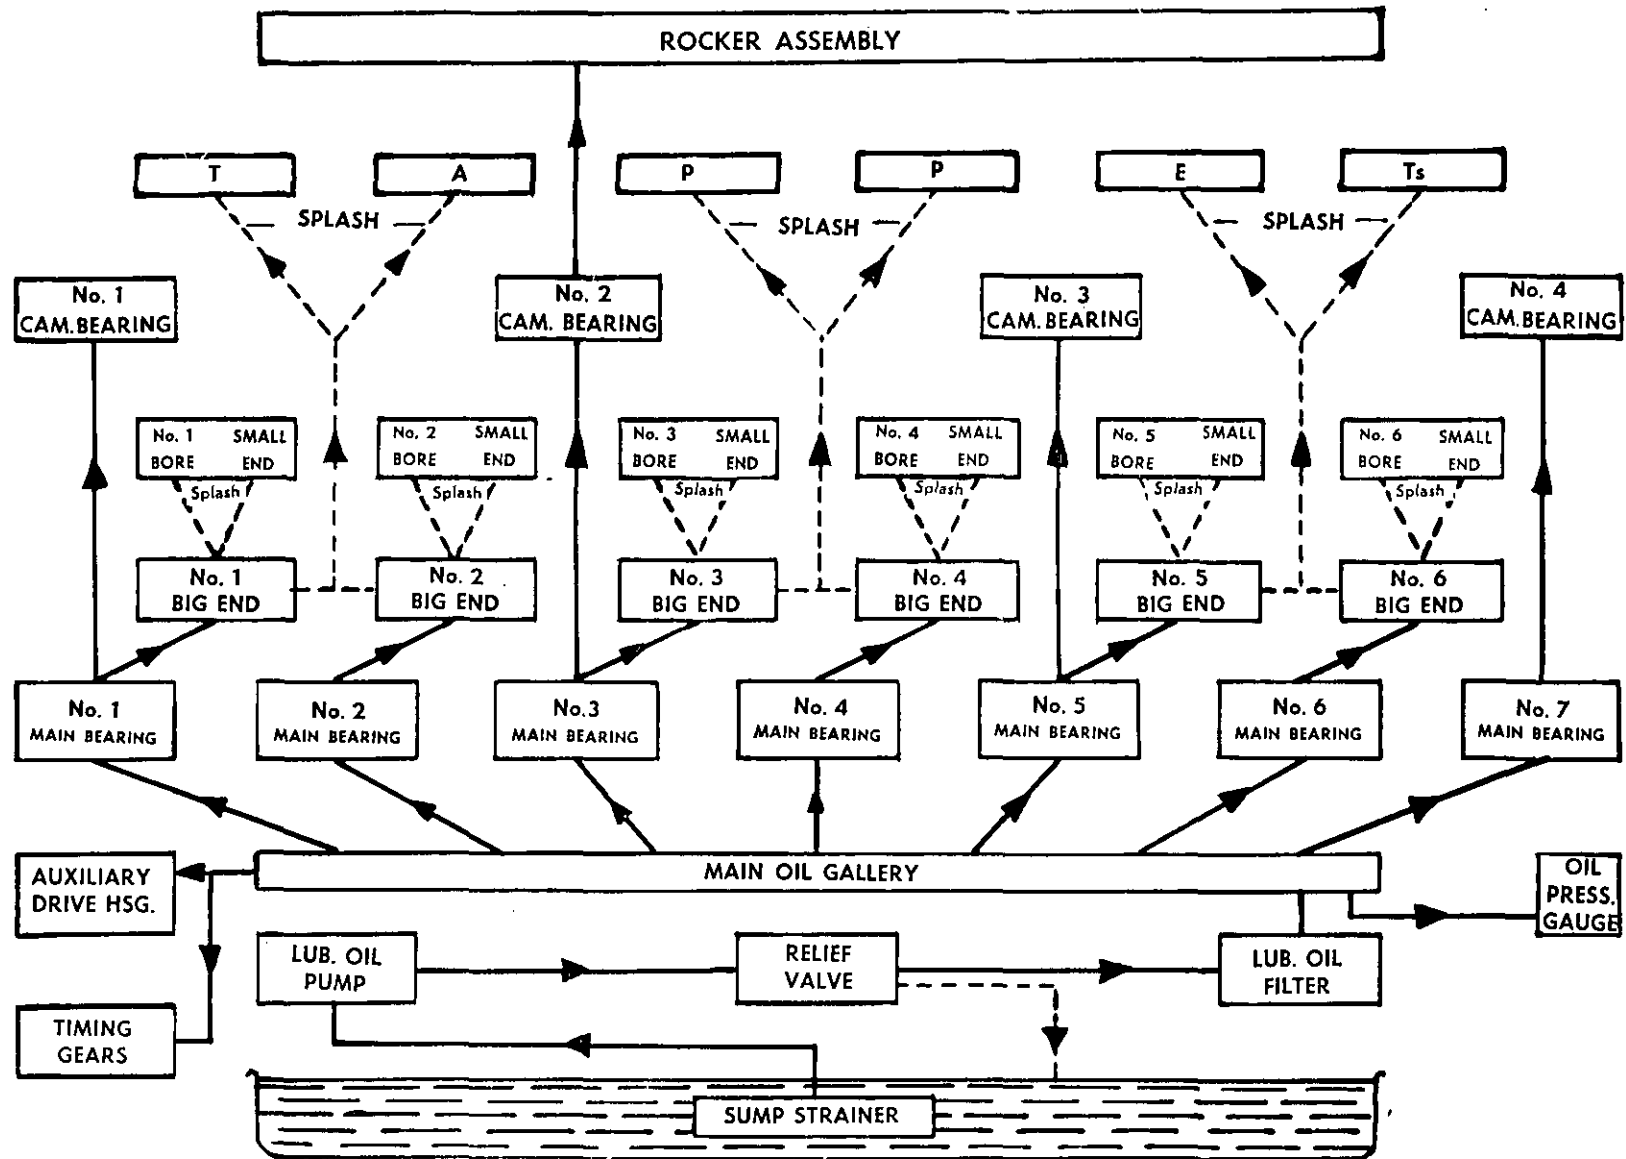 ROCKER ASSEMBLY
T
A
P
P
E
Ts
SPLASH
SPLASH
SPLASH
No. 1
CAM.BEARING
No. 2
CAM. BEARING
No. 3
CAM.BEARING
No. 4
CAM.BEARING
No. 1 SMALL
BORE END
No. 2 SMALL
BORE END
No. 3 SMALL
BORE END
No. 4 SMALL
BORE END
No. 5 SMALL
BORE END
No. 6 SMALL
BORE END
Splash
Splash
Splash
Splash
Splash
Splash
No. 1
BIG END
No. 2
BIG END
No. 3
BIG END
No. 4
BIG END
No. 5
BIG END
No. 6
BIG END
No. 1
MAIN BEARING
No. 2
MAIN BEARING
No.3
MAIN BEARING
No. 4
MAIN BEARING
No. 5
MAIN BEARING
No. 6
MAIN BEARING
No. 7
MAIN BEARING
AUXILIARY
DRIVE HSG.
MAIN OIL GALLERY
OIL
PRESS.
GAUGE
LUB. OIL
PUMP
RELIEF
VALVE
LUB. OIL
FILTER
TIMING
GEARS
SUMP STRAINER